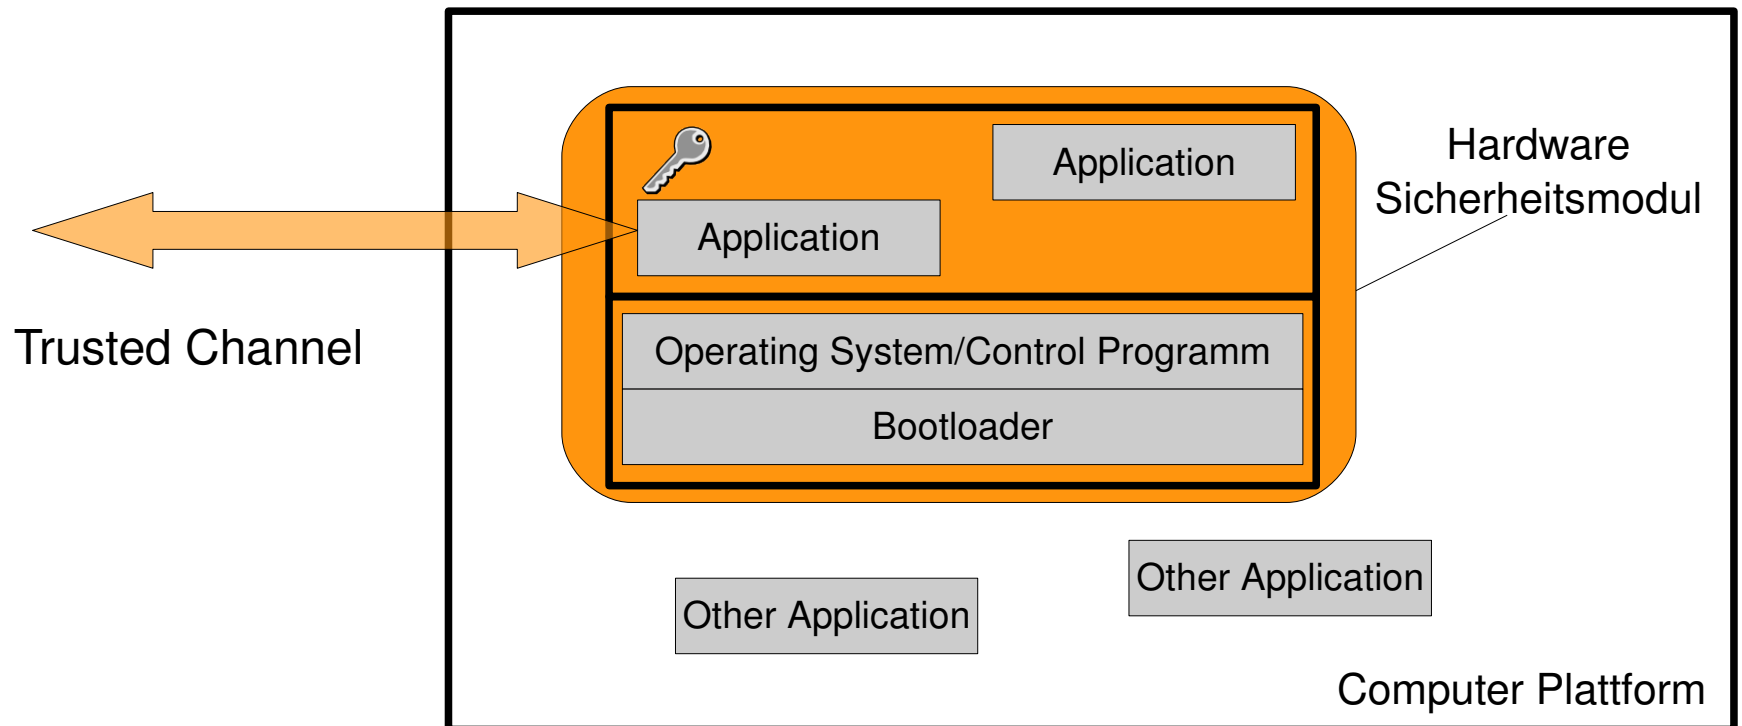 Application
Hardware
Sicherheitsmodul
Application
Trusted Channel
Operating System/Control Programm
Bootloader
Other Application
Other Application
Computer Plattform